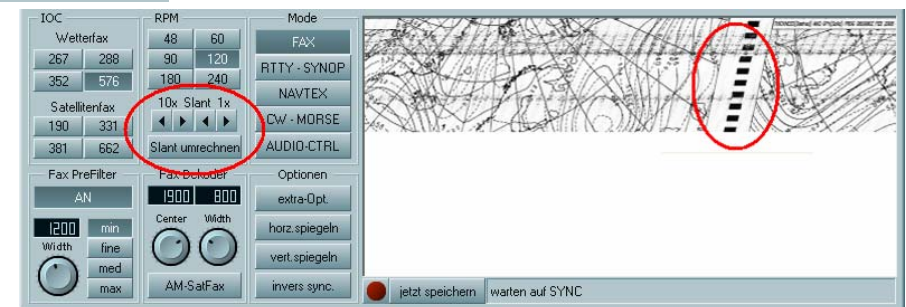 IOC
Wetterfax
267 288
352 576
Satellitenfax
190 331
381 662
RPM
48 60
90 120
180 240
10x Slant 1x
Slant umrechnen
Mode
FAX
RTTY - SYNOP
NAVTEX
CW - MORSE
AUDIO-CTRL
Fax PreFilter
AN
1200 min
Width fine
med
max
Fax Dekoder
1900 800
Center Width
AM-SatFax
Optionen
extra-Opt.
horz.spiegeln
vert.spiegeln
invers sync.
jetzt speichern warten auf SYNC